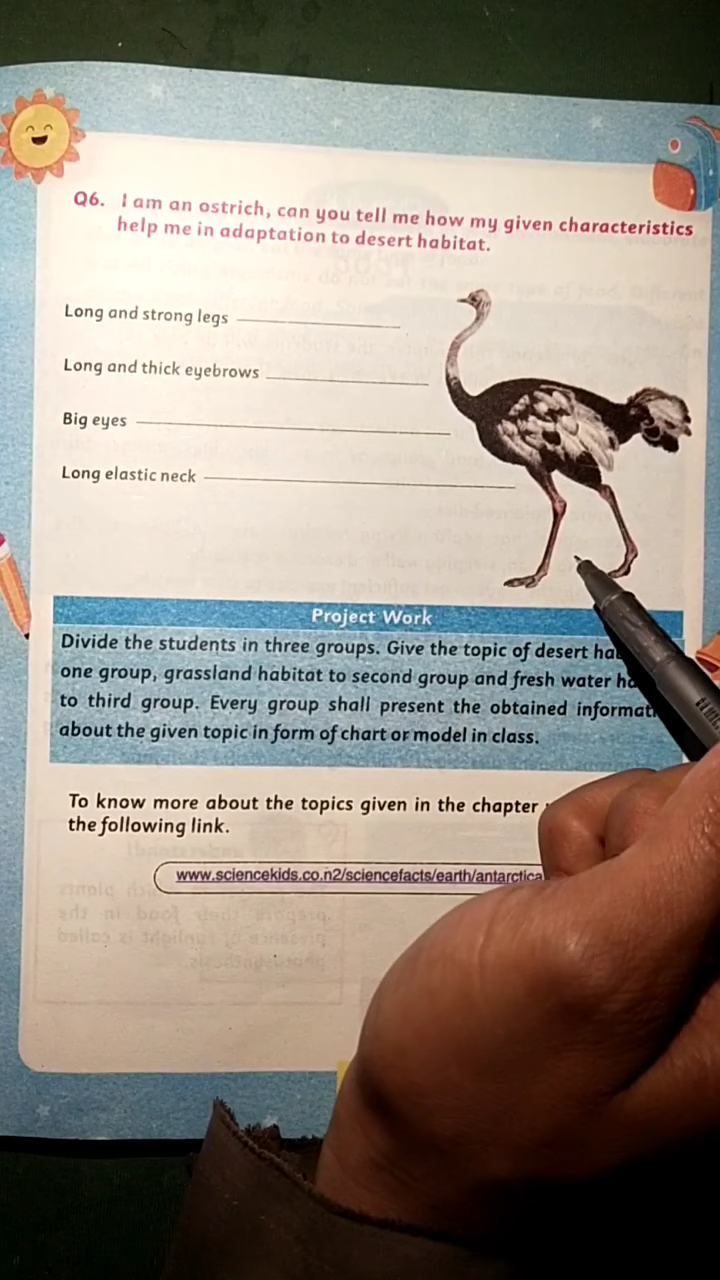 Q6. I am an ostrich, can you tell me how my given characteristics
help me in adaptation to desert habitat.
Long and strong legs
Long and thick eyebrows
Big eyes
Long elastic neck
Project Work
Divide the students in three groups. Give the topic of desert
one group, grassland habitat to second group and fresh water
to third group. Every group shall present the obtained
about the given topic in form of chart or model in class.
To know more about the topics given in the chapter
the following link.
www.sciencekids.co.n2/sciencefacts/earth/antarctica